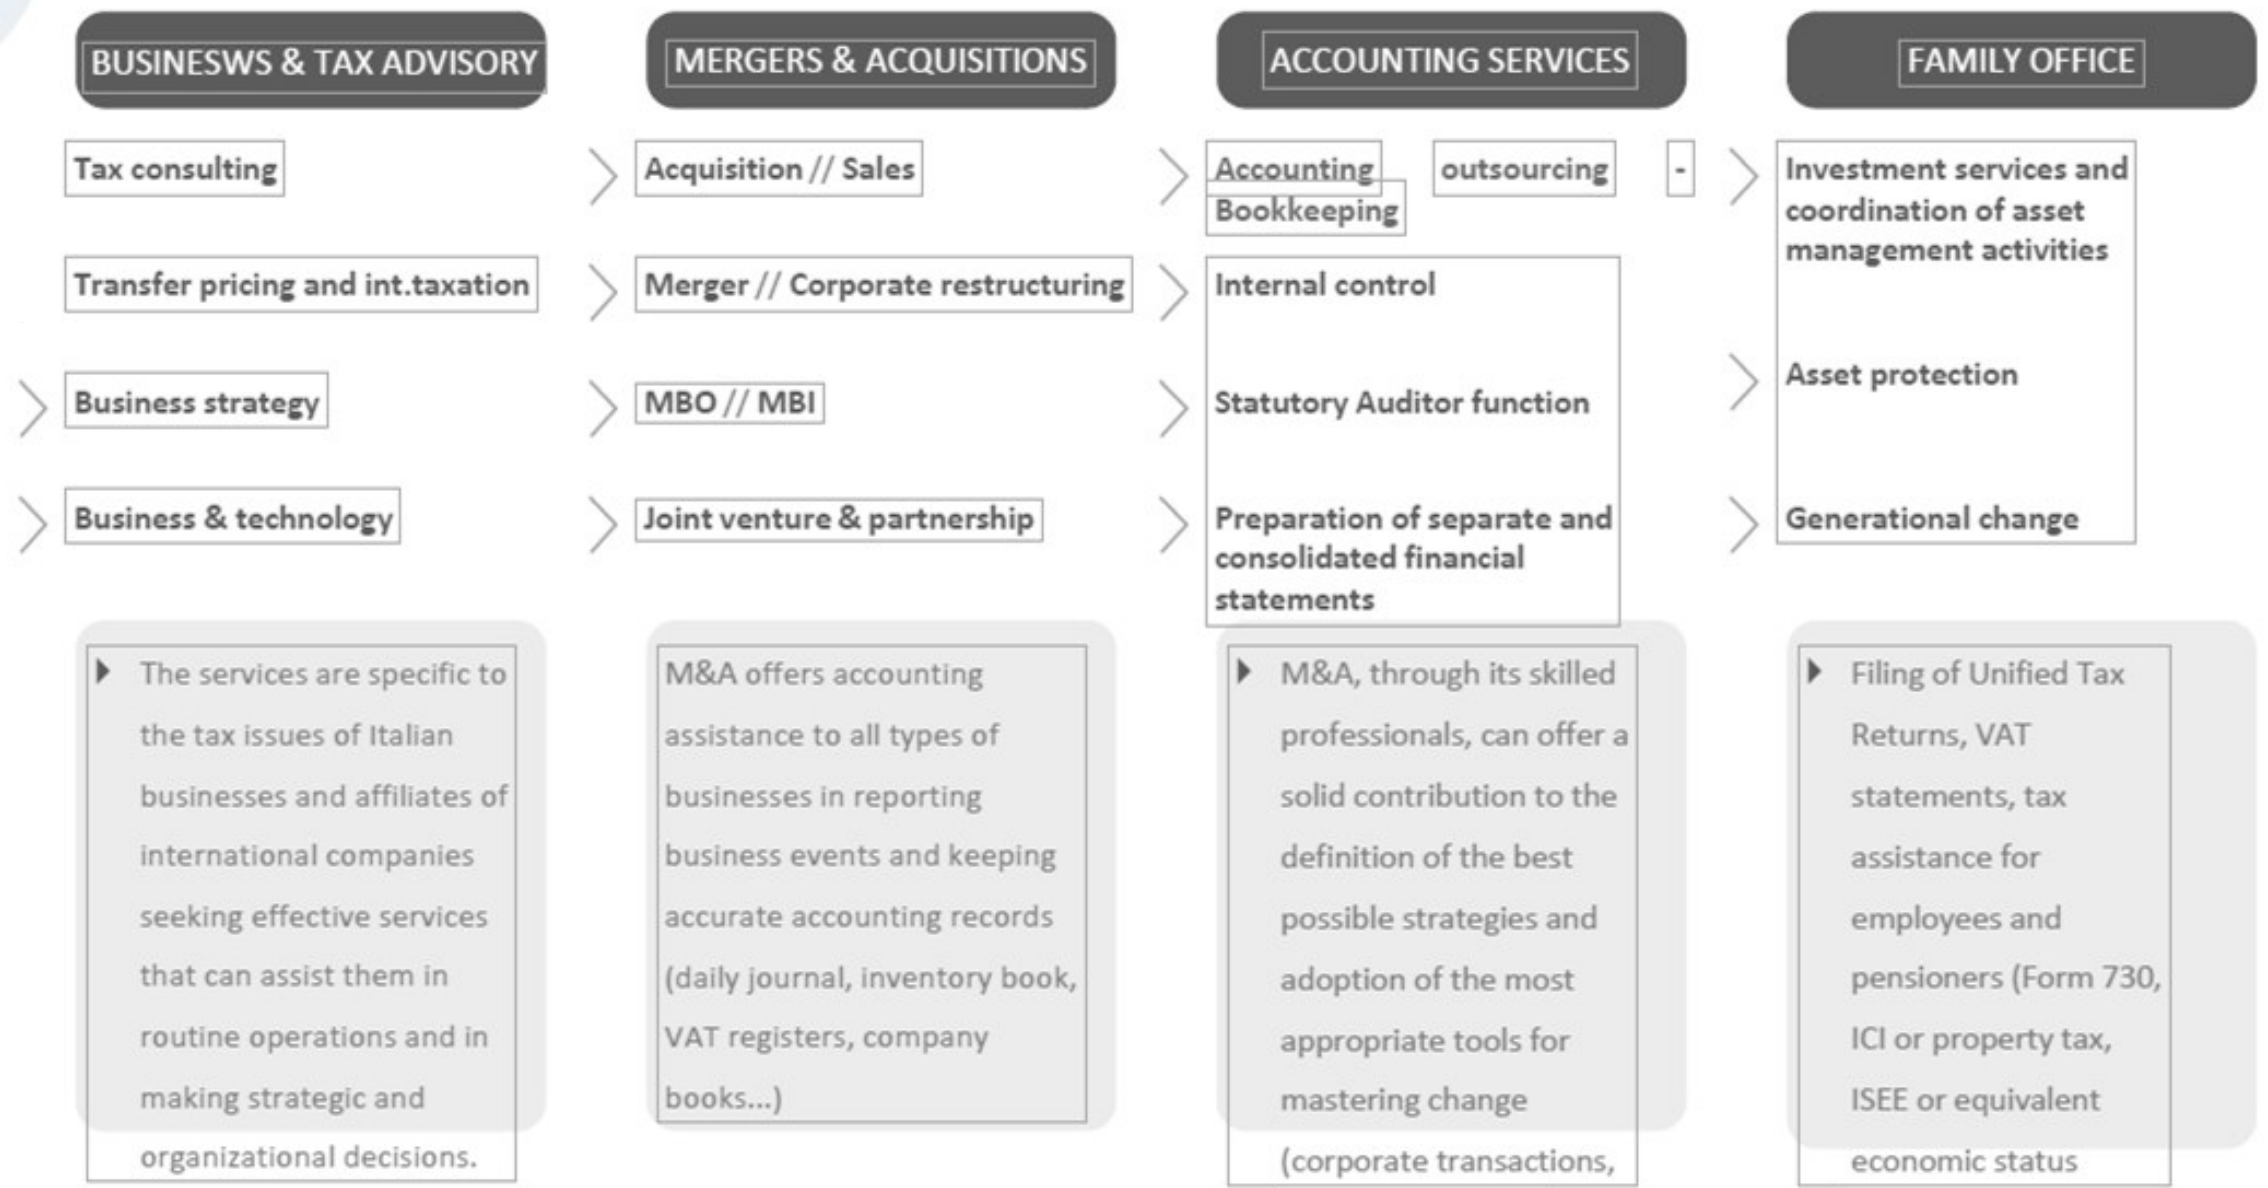 BUSINESWS & TAX ADVISORY
Tax consulting
Transfer pricing and int.taxation
Business strategy
Business & technology
The services are specific to
the tax issues of Italian
businesses and affiliates of
international companies
seeking effective services
that can assist them in
routine operations and in
making strategic and
organizational decisions.
MERGERS & ACQUISITIONS
Acquisition // Sales
Merger // Corporate restructuring
MBO // MBI
Joint venture & partnership
M&A offers accounting
assistance to all types of
businesses in reporting
business events and keeping
accurate accounting records
(daily journal, inventory book,
VAT registers, company
books...)
ACCOUNTING SERVICES
Accounting outsourcing -
Bookkeeping
Internal control
Statutory Auditor function
Preparation of separate and
consolidated financial
statements
M&A, through its skilled
professionals, can offer a
solid contribution to the
definition of the best
possible strategies and
adoption of the most
appropriate tools for
mastering change
(corporate transactions,
FAMILY OFFICE
Investment services and
coordination of asset
management activities
Asset protection
Generational change
Filing of Unified Tax
Returns, VAT
statements, tax
assistance for
employees and
pensioners (Form 730,
ICI or property tax,
ISEE or equivalent
economic status